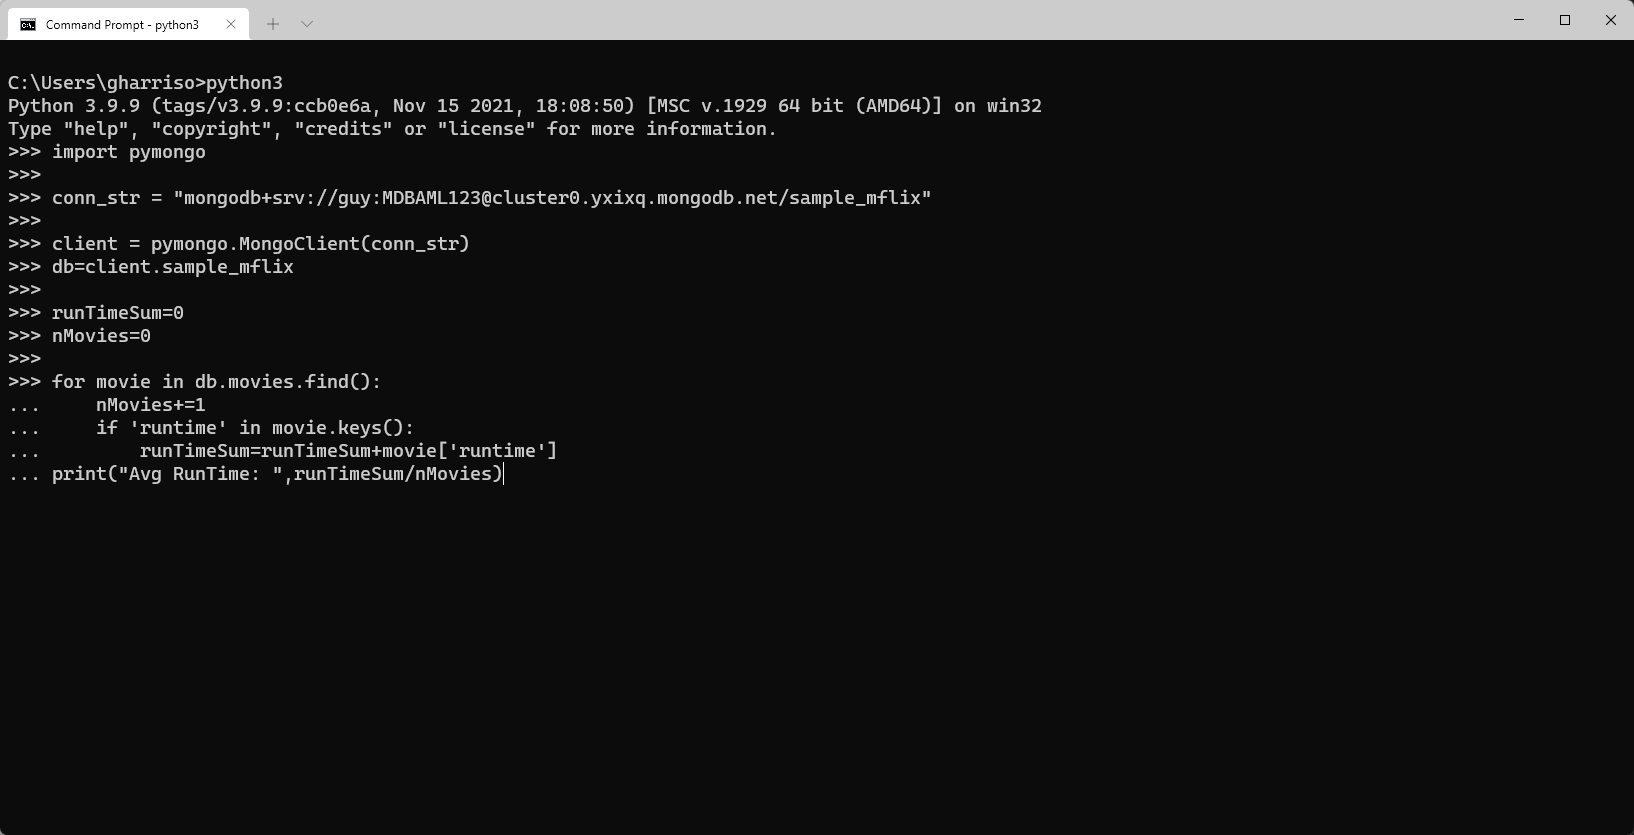 Command Prompt - python3
C:\Users\gharriso>python3
Python 3.9.9 (tags/v3.9.9:ccb0e6a, Nov 15 2021, 18:08:50) [MSC v.1929 64 bit (AMD64)] on win32
Type "help", "copyright", "credits" or "license" for more information.
>>> import pymongo
>>>
>>> conn_str = "mongodb+srv://guy:MDBAML123@cluster0.yxixq.mongodb.net/sample_mflix"
>>>
>>> client = pymongo.MongoClient(conn_str)
>>> db=client.sample_mflix
>>>
>>> runTimeSum=0
>>> nMovies=0
>>>
>>> for movie in db.movies.find():
...     nMovies+=1
...     if 'runtime' in movie.keys():
...         runTimeSum=runTimeSum+movie['runtime']
... print("Avg RunTime: ",runTimeSum/nMovies)